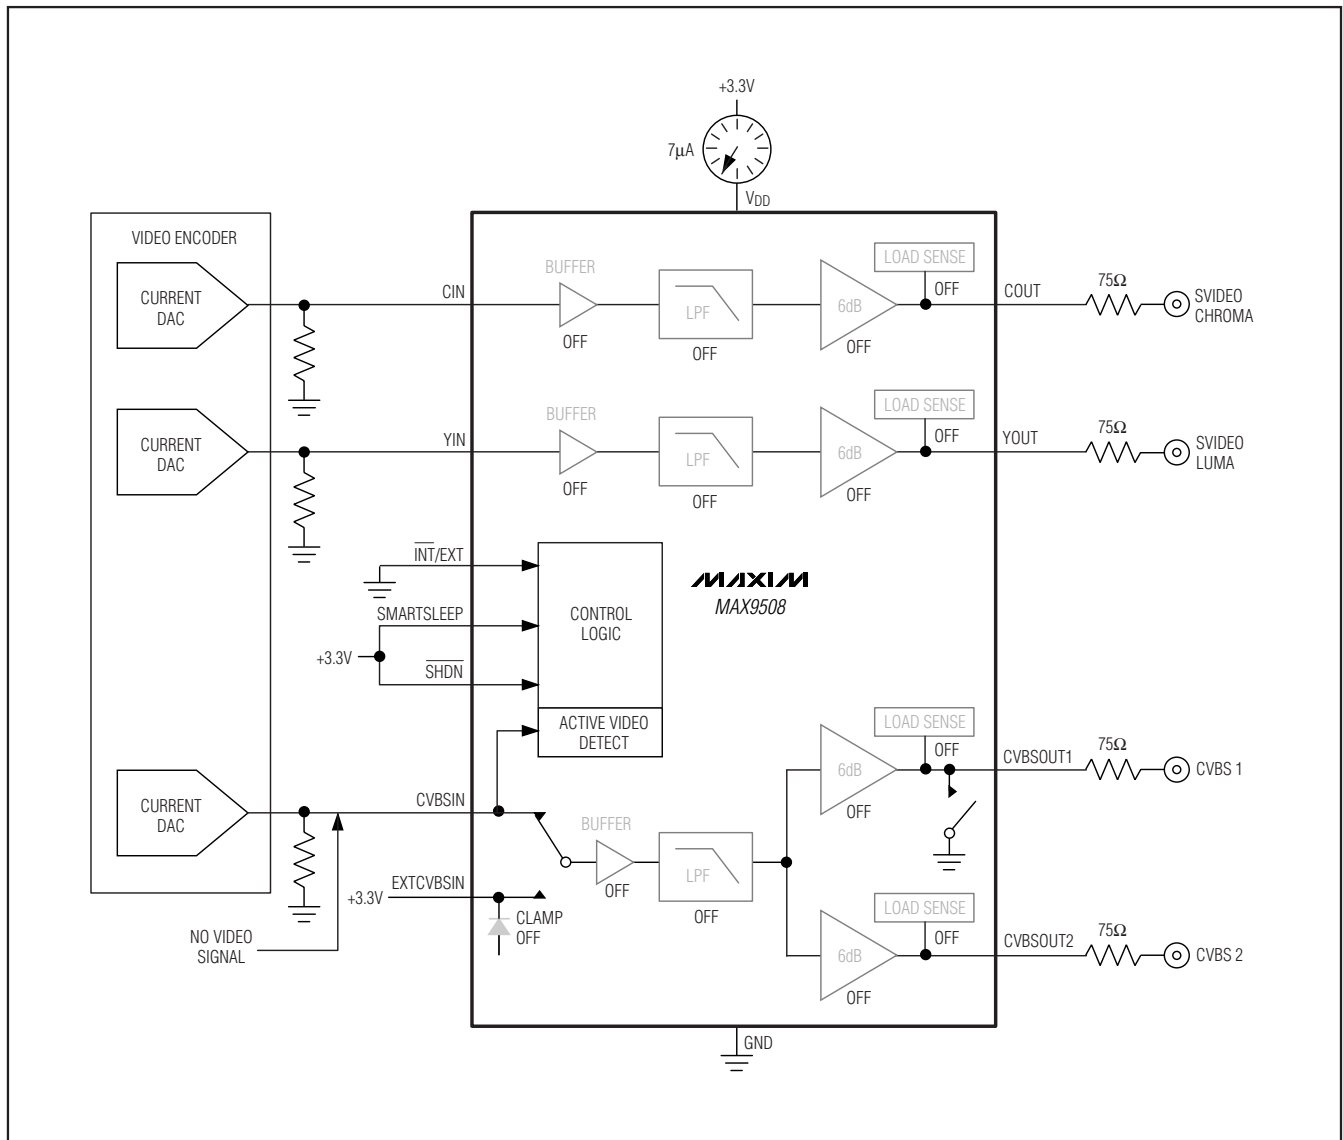 +3.3V
7µA
VDD
VIDEO ENCODER
CURRENT
DAC
CIN
BUFFER
OFF
LPF
OFF
6dB
OFF
LOAD SENSE
OFF
COUT
75Ω
SVIDEO
CHROMA
CURRENT
DAC
YIN
BUFFER
OFF
LPF
OFF
6dB
OFF
LOAD SENSE
OFF
YOUT
75Ω
SVIDEO
LUMA
INT/EXT
SMARTSLEEP
+3.3V
SHDN
CONTROL
LOGIC
ACTIVE VIDEO
DETECT
MAXIM
MAX9508
CURRENT
DAC
CVBSIN
NO VIDEO
SIGNAL
+3.3V
EXTCVBSIN
CLAMP
OFF
BUFFER
OFF
LPF
OFF
6dB
OFF
LOAD SENSE
OFF
CVBSOUT1
75Ω
CVBS 1
6dB
OFF
LOAD SENSE
OFF
CVBSOUT2
75Ω
CVBS 2
GND